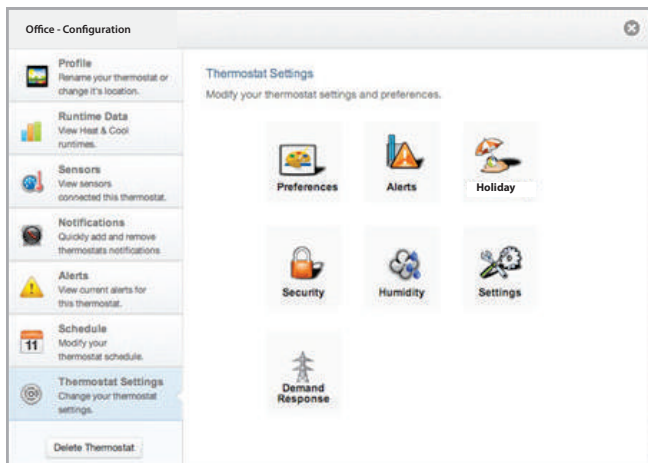 Office - Configuration
Profile
Rename your thermostat or
change it's location.
Runtime Data
View Heat & Cool
runtimes.
Sensors
View sensors
connected this thermostat.
Notifications
Quickly add and remove
thermostats notifications
Alerts
View current alerts for
this thermostat.
11
Schedule
Modify your
thermostat schedule.
Thermostat Settings
Change your thermostat
settings.
Delete Thermostat
Thermostat Settings
Modify your thermostat settings and preferences.
Preferences
Alerts
Holiday
Security
Humidity
Settings
Demand
Response